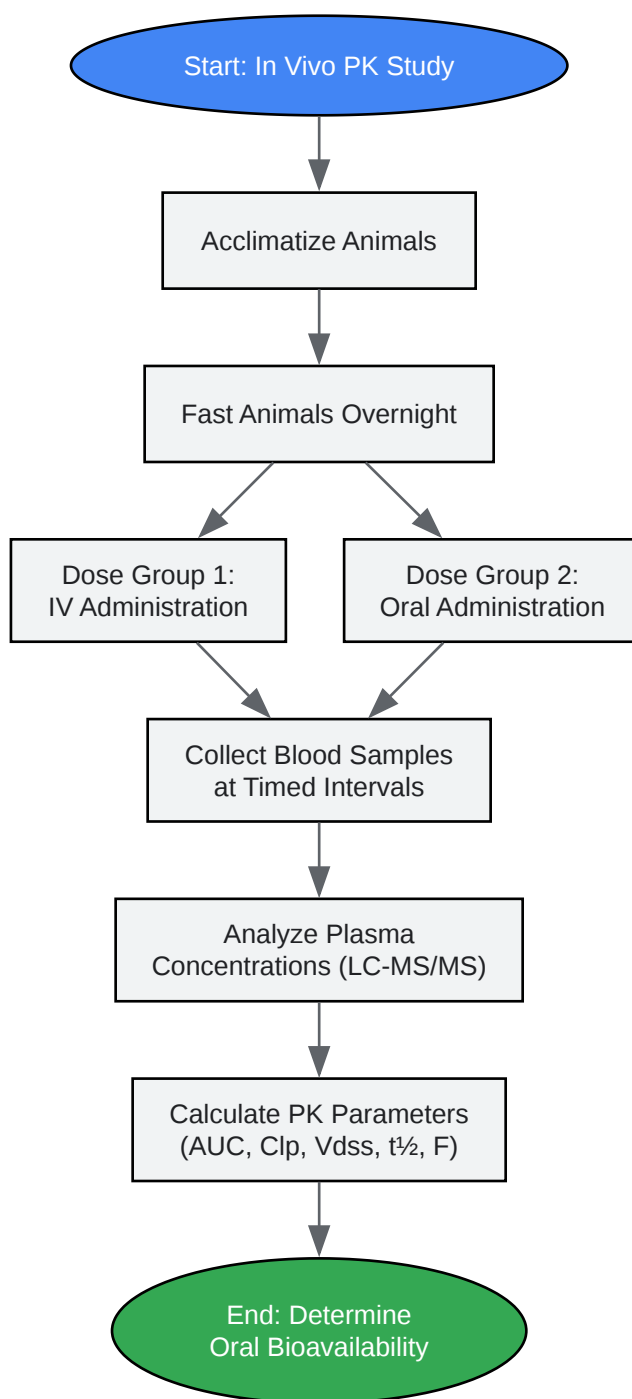 Start: In Vivo PK Study
Acclimatize Animals
Fast Animals Overnight
Dose Group 1:
IV Administration
Dose Group 2:
Oral Administration
Collect Blood Samples
at Timed Intervals
Analyze Plasma
Concentrations (LC-MS/MS)
Calculate PK Parameters
(AUC, Clp, Vdss, t½, F)
End: Determine
Oral Bioavailability